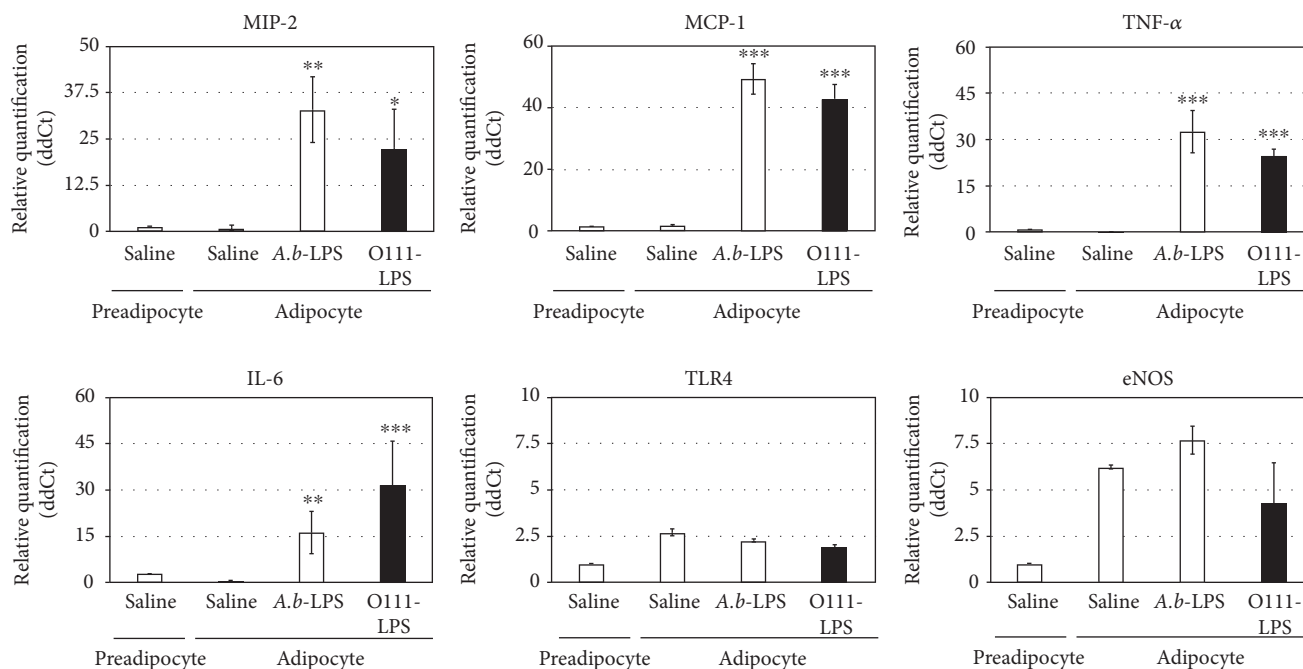 MIP-2
Relative quantification
(ddCt)
50
37.5
25
12.5
0
**
*
Saline
Saline
A.b-LPS
O111-
LPS
Preadipocyte
Adipocyte
MCP-1
Relative quantification
(ddCt)
60
40
20
0
***
***
Saline
Saline
A.b-LPS
O111-
LPS
Preadipocyte
Adipocyte
TNF-α
Relative quantification
(ddCt)
60
45
30
15
0
***
***
Saline
Saline
A.b-LPS
O111-
LPS
Preadipocyte
Adipocyte
IL-6
Relative quantification
(ddCt)
60
45
30
15
0
**
***
Saline
Saline
A.b-LPS
O111-
LPS
Preadipocyte
Adipocyte
TLR4
Relative quantification
(ddCt)
10
7.5
5
2.5
0
Saline
Saline
A.b-LPS
O111-
LPS
Preadipocyte
Adipocyte
eNOS
Relative quantification
(ddCt)
10
7.5
5
2.5
0
Saline
Saline
A.b-LPS
O111-
LPS
Preadipocyte
Adipocyte